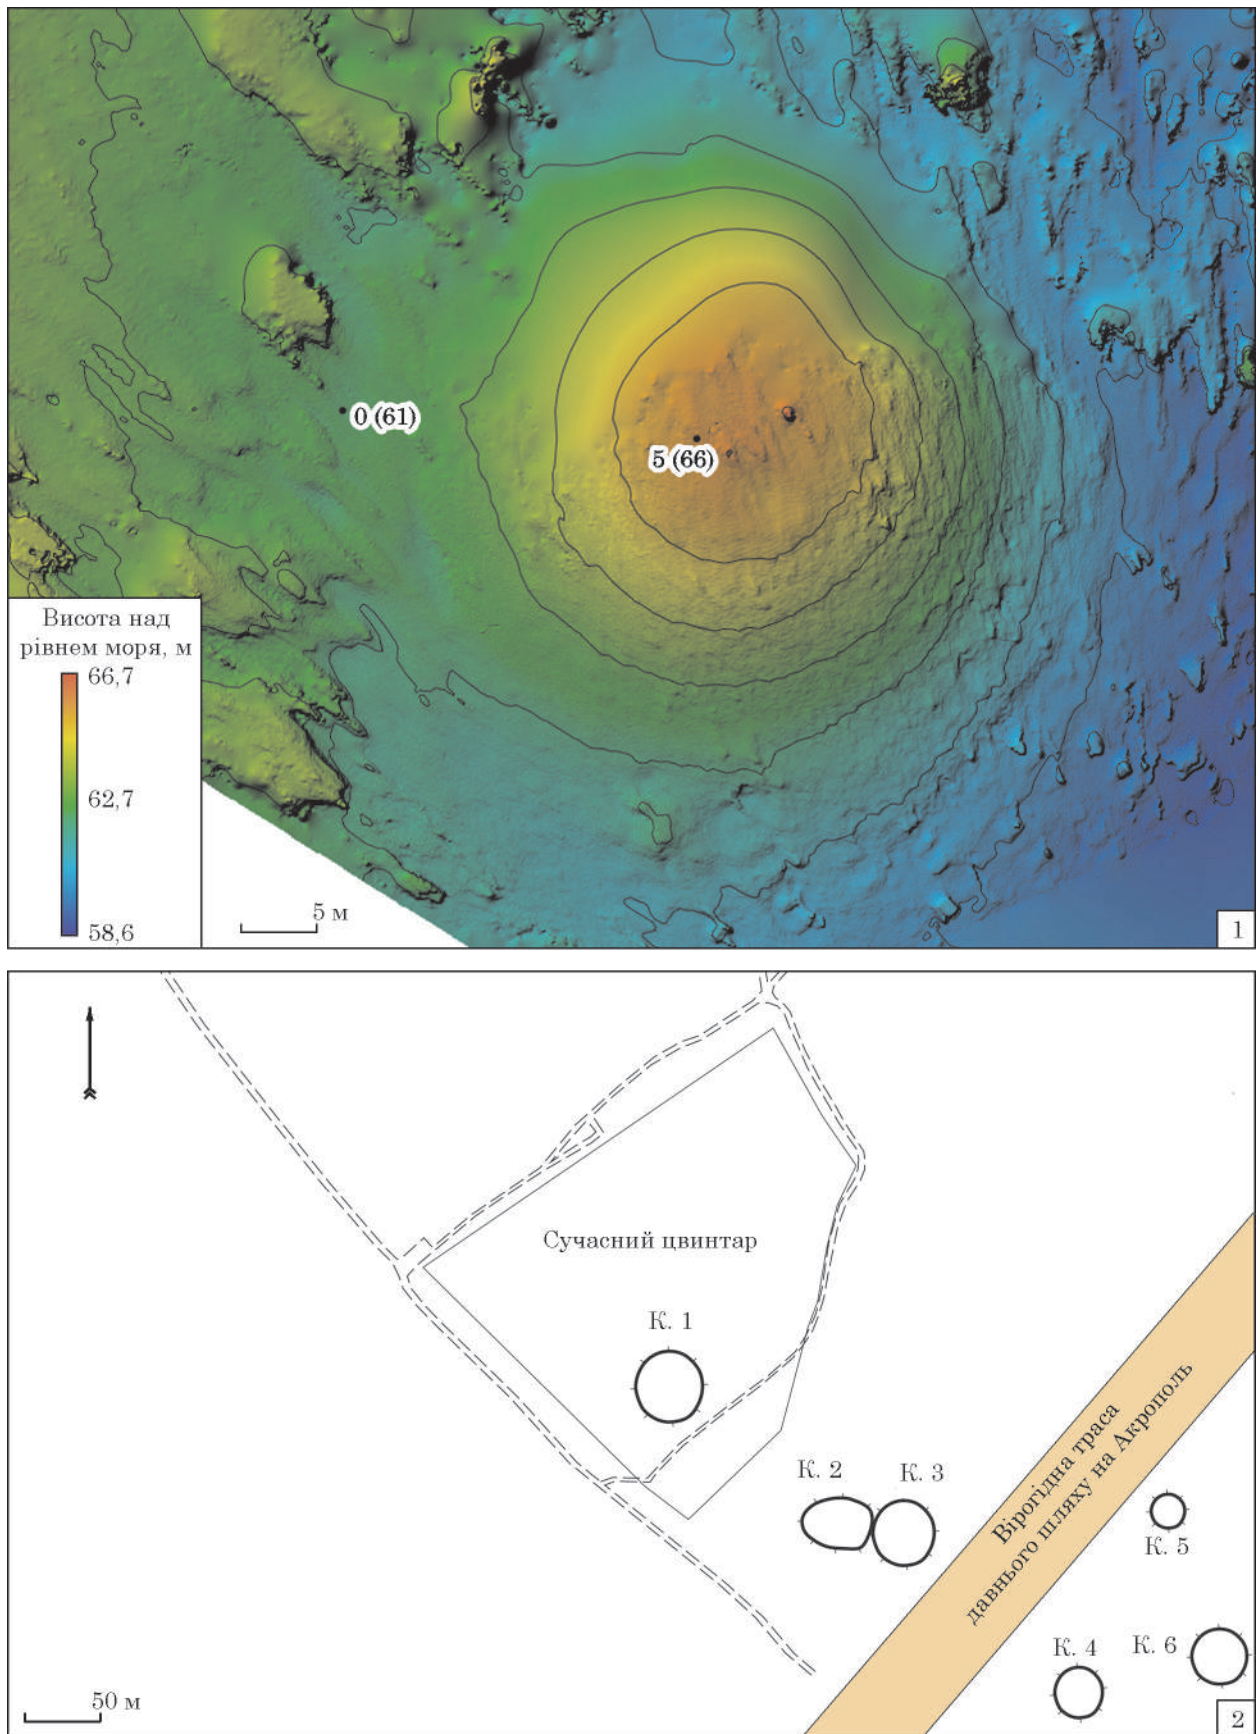 0 (61)
5 (66)
Висота над
рівнем моря, м
66,7
62,7
58,6
5 м
1
Сучасний цвинтар
К. 1
К. 2
К. 3
Вірогідна траса
давнього шляху на Акрополь
К. 5
К. 4
К. 6
50 м
2